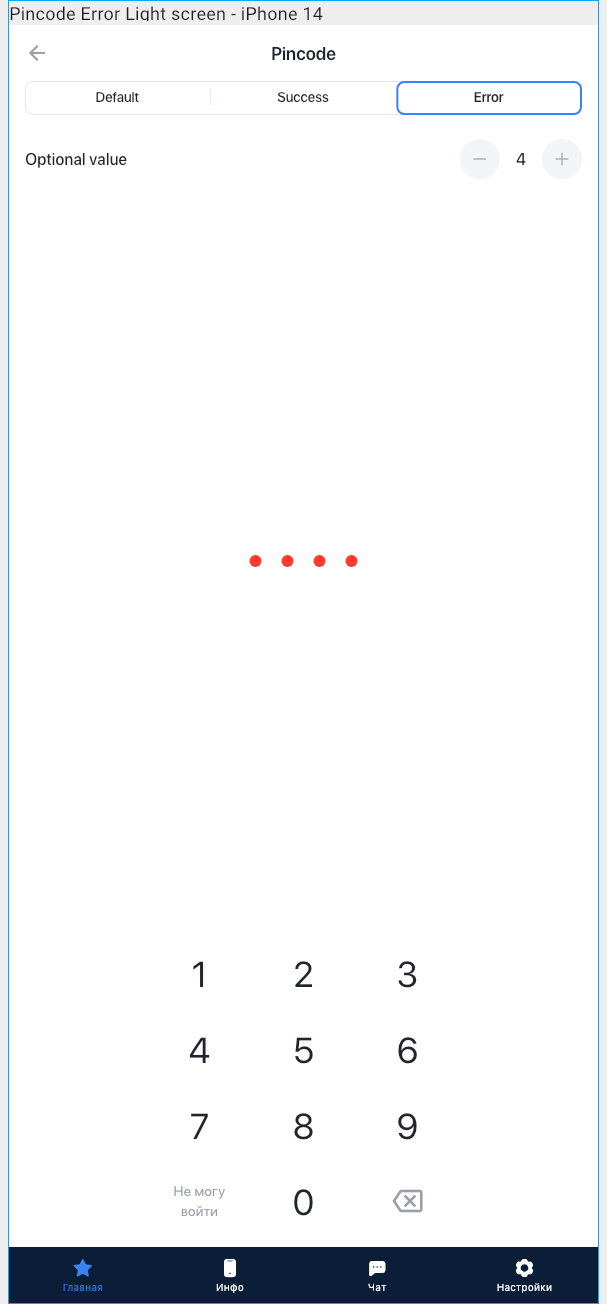 Pincode Error Light screen - iPhone 14
Pincode
Default Success Error
Optional value 4
1 2 3
4 5 6
7 8 9
Не могу
войти
0
Главная Инфо Чат Настройки